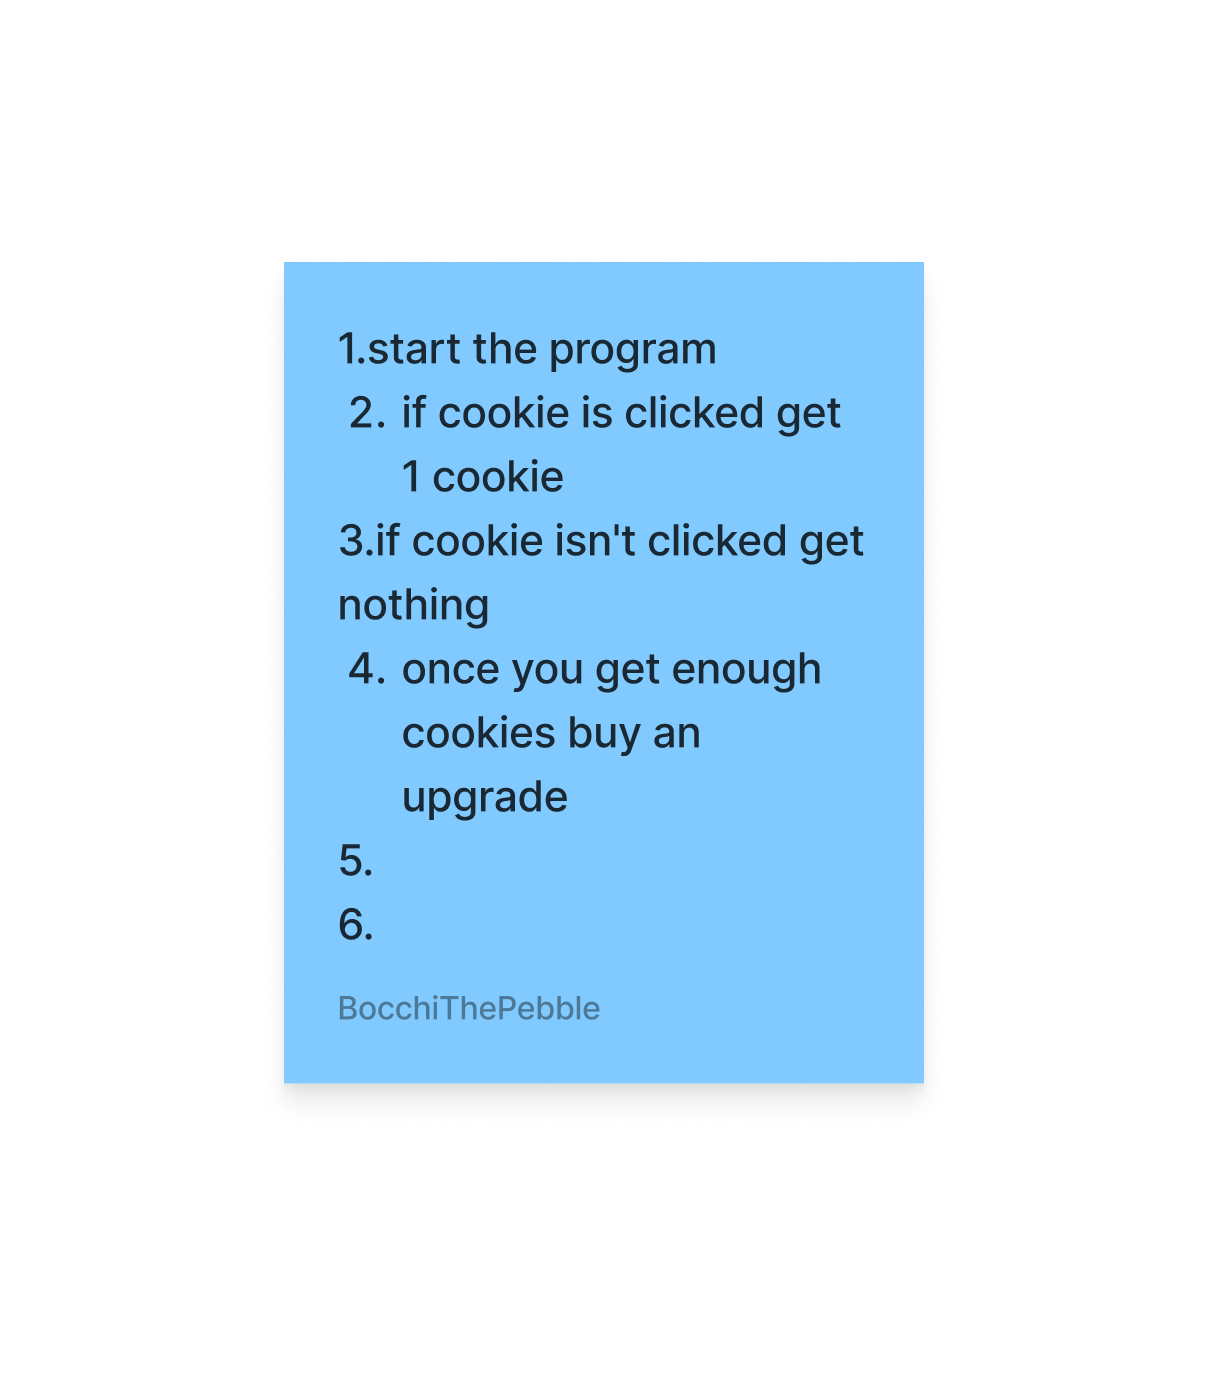 1.start the program
2. if cookie is clicked get
1 cookie
3.if cookie isn't clicked get
nothing
4. once you get enough
cookies buy an
upgrade
5.
6.
BocchiThePebble